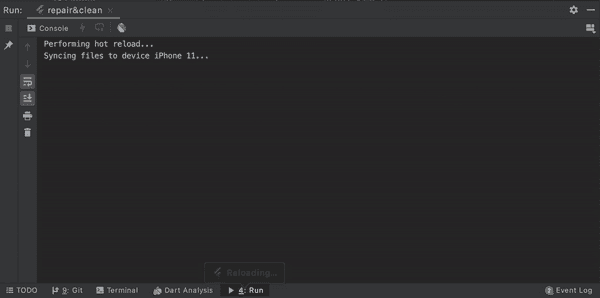 Run: repair&clean
Console
Performing hot reload...
Syncing files to device iPhone 11...
Reloading...
TODO 9: Git Terminal Dart Analysis 4: Run Event Log